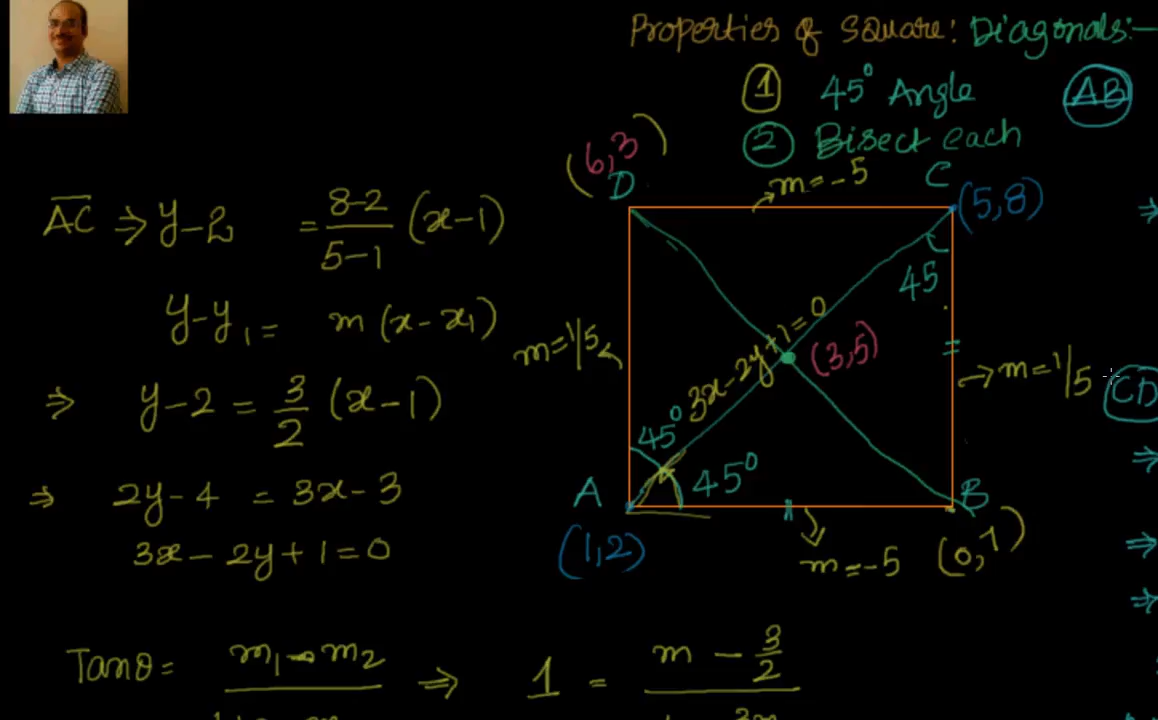 Properties of Square: Diagonals:-
① 45° Angle
AB
② Bisect each
(6,3)
D
m=-5
C
(5,8)
AC ⇒ y-2 = 8-2/5-1 (x-1)
45
y-y₁ = m(x-x₁)
m=1/5
3x-2y+1=0
(3,5)
→ m=1/5
CD
⇒ y-2 = 3/2 (x-1)
45°
45°
A
B
⇒ 2y-4 = 3x-3
(1,2)
m=-5
(0,7)
3x-2y+1=0
Tanθ= m₁-m₂ ⇒ 1 = m - 3/2